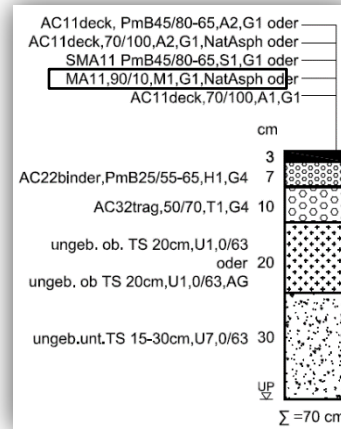 AC11deck, PmB45/80-65,A2,G1 oder
AC11deck,70/100,A2,G1,NatAsph oder
SMA11 PmB45/80-65,S1,G1 oder
MA11,90/10,M1,G1,NatAsph oder
AC11deck,70/100,A1,G1
cm
3
AC22binder,PmB25/55-65,H1,G4 7
AC32trag,50/70,T1,G4 10
ungeb. ob. TS 20cm,U1,0/63
oder 20
ungeb. ob TS 20cm,U1,0/63,AG
ungeb.unt.TS 15-30cm,U7,0/63 30
UP
∑ =70 cm